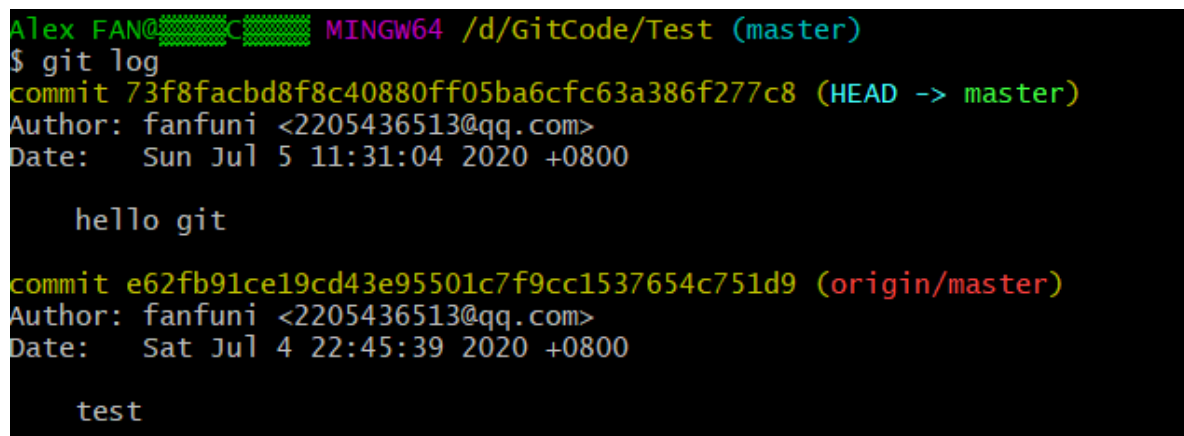 Alex FAN@▒▒▒▒C▒▒▒▒ MINGW64 /d/GitCode/Test (master)
$ git log
commit 73f8facbd8f8c40880ff05ba6cfc63a386f277c8 (HEAD -> master)
Author: fanfuni <2205436513@qq.com>
Date:   Sun Jul 5 11:31:04 2020 +0800
hello git
commit e62fb91ce19cd43e95501c7f9cc1537654c751d9 (origin/master)
Author: fanfuni <2205436513@qq.com>
Date:   Sat Jul 4 22:45:39 2020 +0800
test